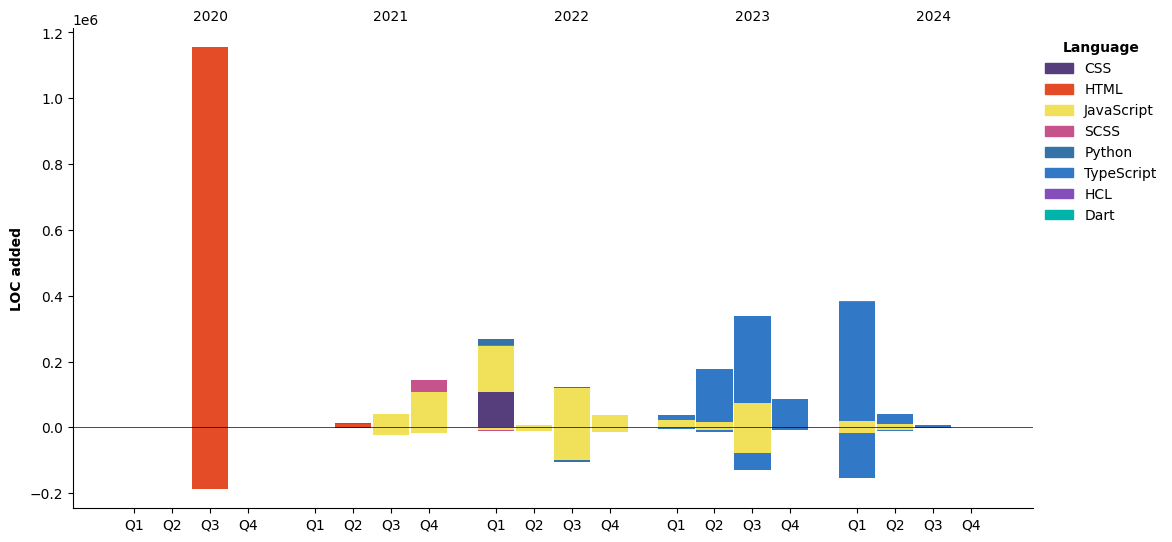 2020 2021 2022 2023 2024
1e6
Language
CSS
HTML
JavaScript
SCSS
Python
TypeScript
HCL
Dart
LOC added
1.2
1.0
0.8
0.6
0.4
0.2
0.0
−0.2
Q1 Q2 Q3 Q4 Q1 Q2 Q3 Q4 Q1 Q2 Q3 Q4 Q1 Q2 Q3 Q4 Q1 Q2 Q3 Q4